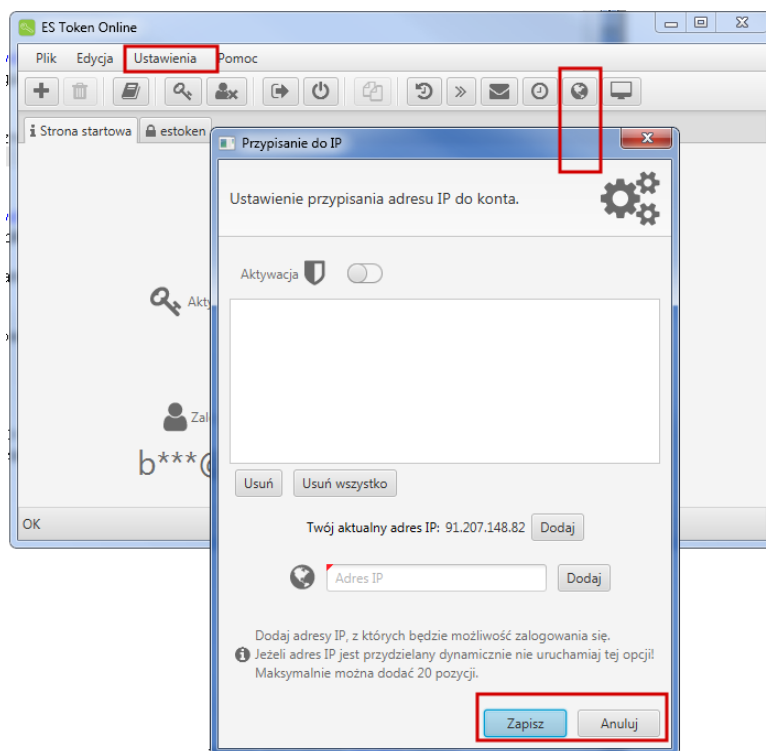 ES Token Online
Plik Edycja Ustawienia Pomoc
Strona startowa estoken
Przypisanie do IP
Ustawienie przypisania adresu IP do konta.
Aktywacja
Usuń Usuń wszystko
Twój aktualny adres IP: 91.207.148.82 Dodaj
Adres IP Dodaj
Dodaj adresy IP, z których będzie możliwość zalogowania się.
Jeżeli adres IP jest przydzielany dynamicznie nie uruchamiaj tej opcji!
Maksymalnie można dodać 20 pozycji.
Zapisz Anuluj
b***@
OK